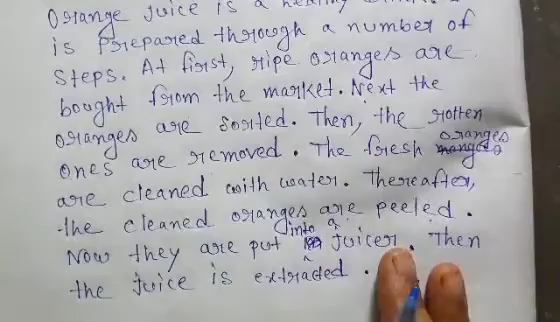 Orange juice is a healthy
is prepared through a number of
steps. At first, ripe oranges are
bought from the market. Next the
oranges are sorted. Then, the rotten
ones are removed. The fresh oranges
are cleaned with water. Thereafter,
the cleaned oranges are peeled.
Now they are put into a juicer. Then
the juice is extracted.